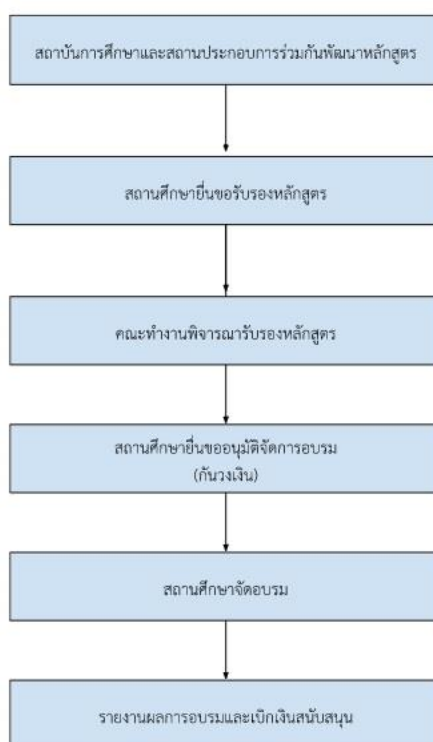 สถาบันการศึกษาและสถานประกอบการร่วมกันพัฒนาหลักสูตร
สถานศึกษายื่นขอรับรองหลักสูตร
คณะทำงานพิจารณารับรองหลักสูตร
สถานศึกษายื่นขออนุมัติจัดการอบรม
(กันวงเงิน)
สถานศึกษาจัดอบรม
รายงานผลการอบรมและเบิกเงินสนับสนุน